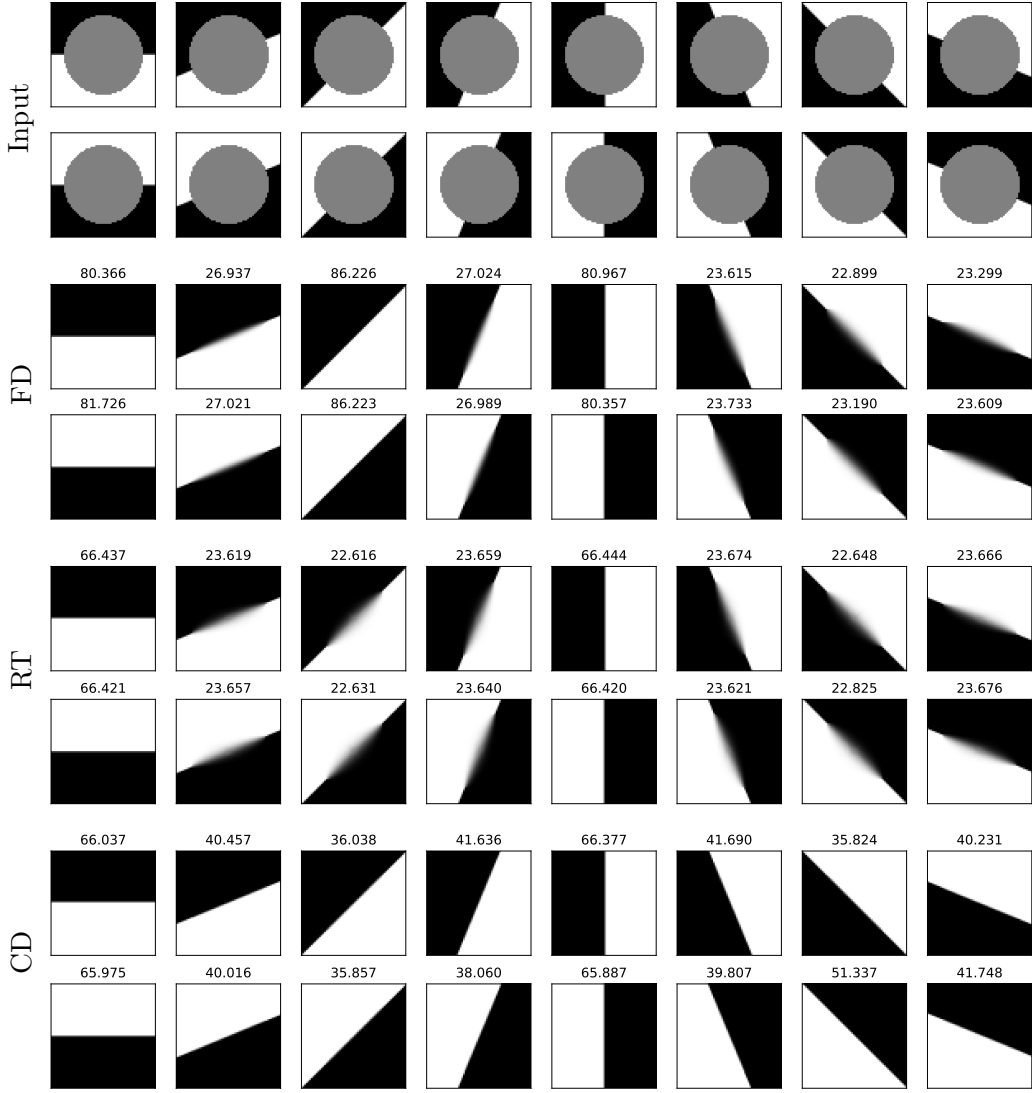 Input
FD
80.366 26.937 86.226 27.024 80.967 23.615 22.899 23.299
81.726 27.021 86.223 26.989 80.357 23.733 23.190 23.609
RT
66.437 23.619 22.616 23.659 66.444 23.674 22.648 23.666
66.421 23.657 22.631 23.640 66.420 23.621 22.825 23.676
CD
66.037 40.457 36.038 41.636 66.377 41.690 35.824 40.231
65.975 40.016 35.857 38.060 65.887 39.807 51.337 41.748